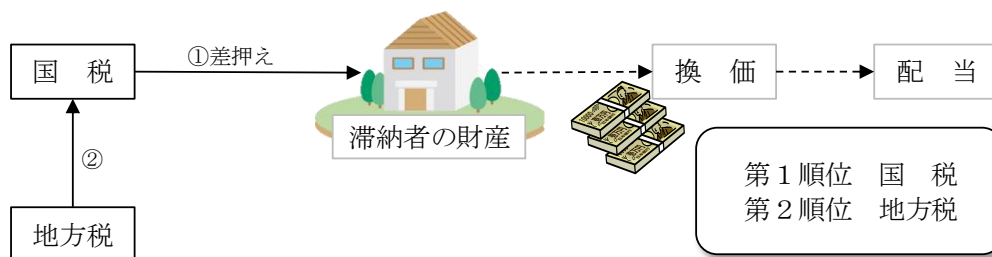 ①差押え
国　税
換　価
配　当
滞納者の財産
②
第１順位　国　税
第２順位　地方税
地方税